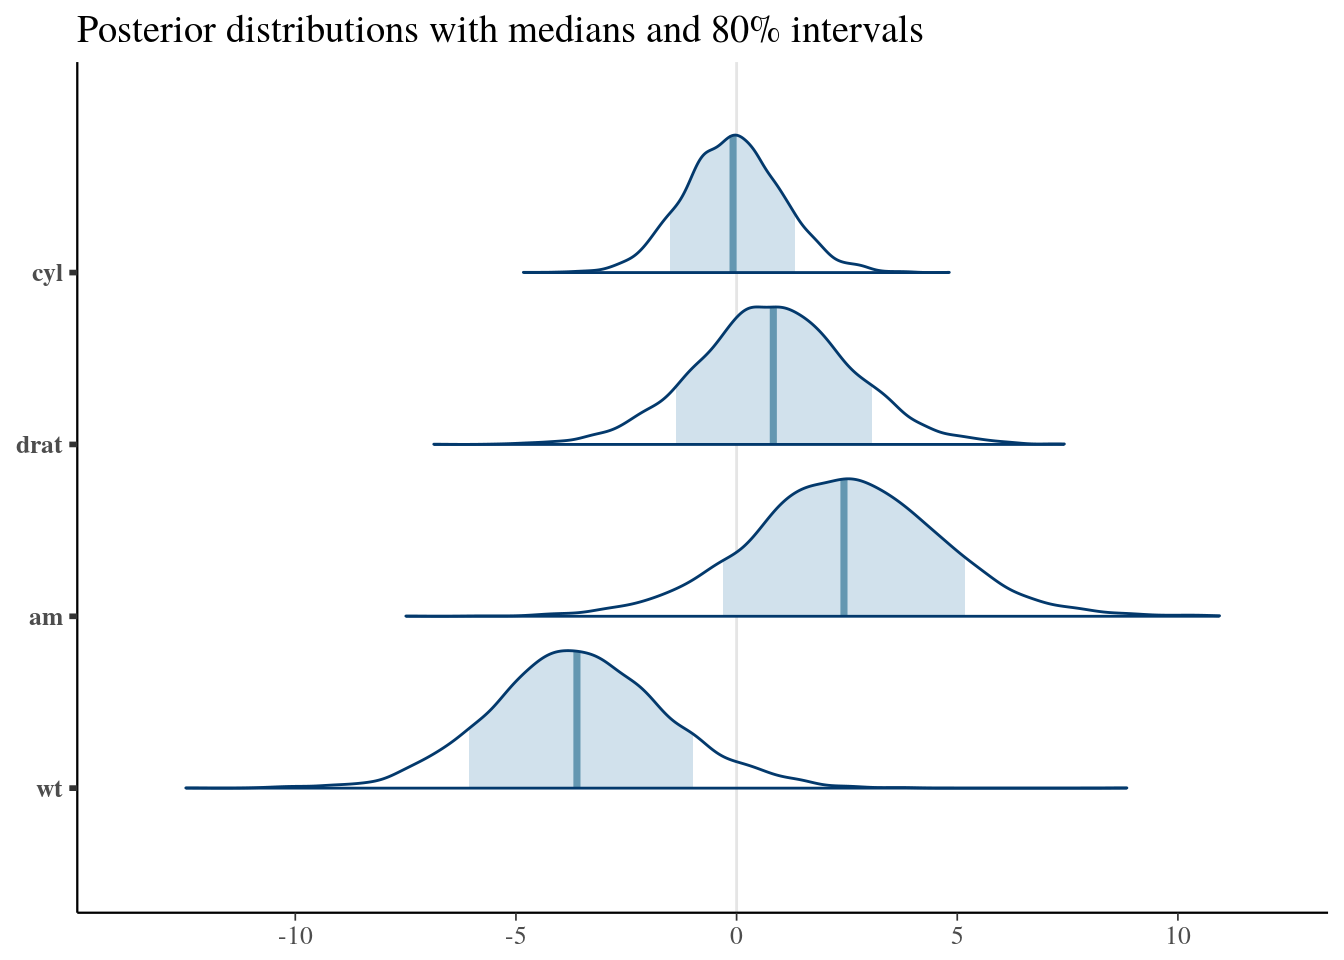 Posterior distributions with medians and 80% intervals
cyl
drat
am
wt
-10 -5 0 5 10